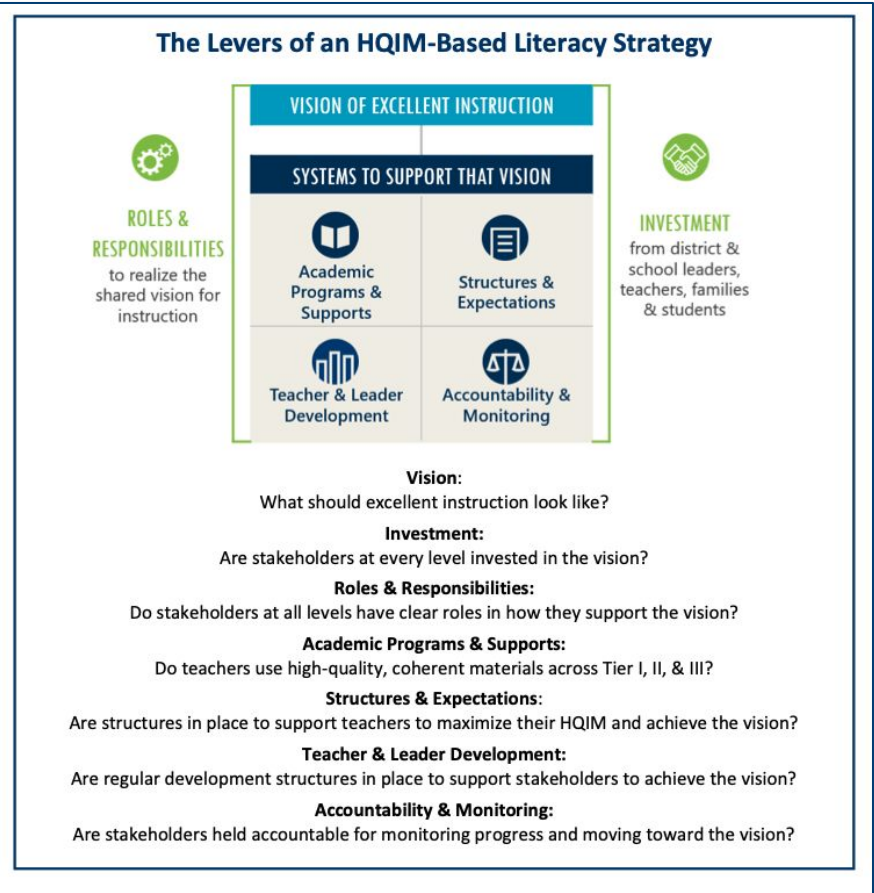 The Levers of an HQIM-Based Literacy Strategy
VISION OF EXCELLENT INSTRUCTION
SYSTEMS TO SUPPORT THAT VISION
ROLES &
RESPONSIBILITIES
to realize the
shared vision for
instruction
Academic
Programs &
Supports
Structures &
Expectations
Teacher & Leader
Development
Accountability &
Monitoring
INVESTMENT
from district &
school leaders,
teachers, families
& students
Vision:
What should excellent instruction look like?
Investment:
Are stakeholders at every level invested in the vision?
Roles & Responsibilities:
Do stakeholders at all levels have clear roles in how they support the vision?
Academic Programs & Supports:
Do teachers use high-quality, coherent materials across Tier I, II, & III?
Structures & Expectations:
Are structures in place to support teachers to maximize their HQIM and achieve the vision?
Teacher & Leader Development:
Are regular development structures in place to support stakeholders to achieve the vision?
Accountability & Monitoring:
Are stakeholders held accountable for monitoring progress and moving toward the vision?